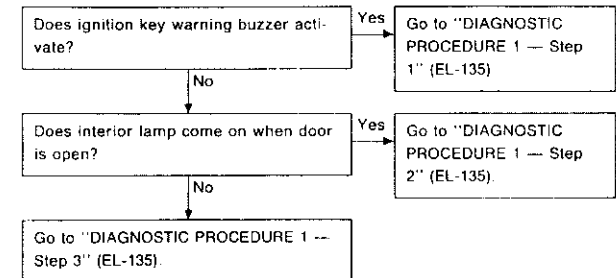 Does ignition key warning buzzer acti-
vate?
Yes
Go to "DIAGNOSTIC
PROCEDURE 1 — Step
1" (EL-135)
No
Does interior lamp come on when door
is open?
Yes
Go to "DIAGNOSTIC
PROCEDURE 1 — Step
2" (EL-135).
No
Go to "DIAGNOSTIC PROCEDURE 1 —
Step 3" (EL-135).